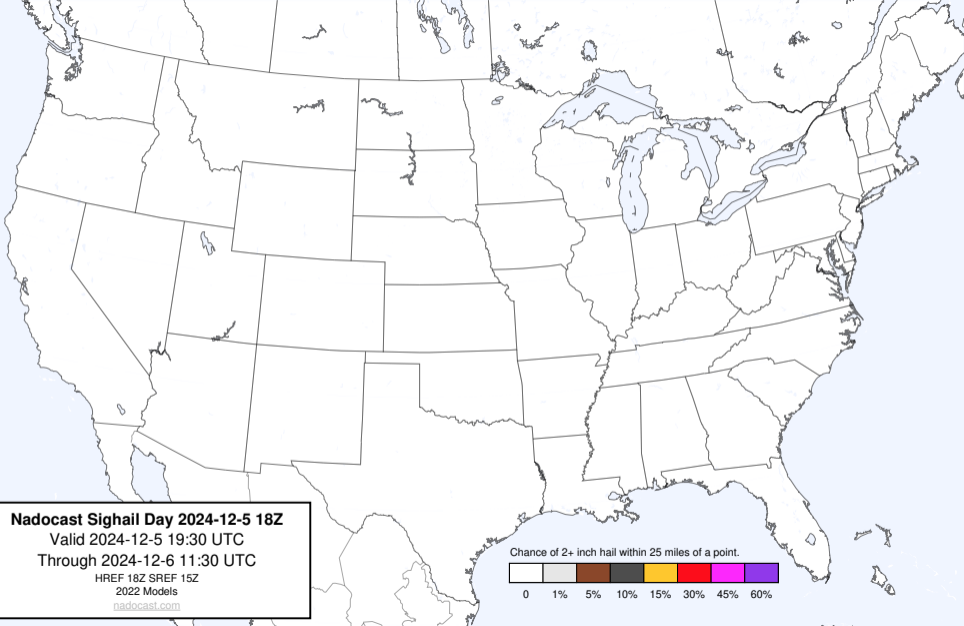 Nadocast Sighail Day 2024-12-5 18Z
Valid 2024-12-5 19:30 UTC
Through 2024-12-6 11:30 UTC
HREF 18Z SREF 15Z
2022 Models
nadocast.com
Chance of 2+ inch hail within 25 miles of a point.
0 1% 5% 10% 15% 30% 45% 60%